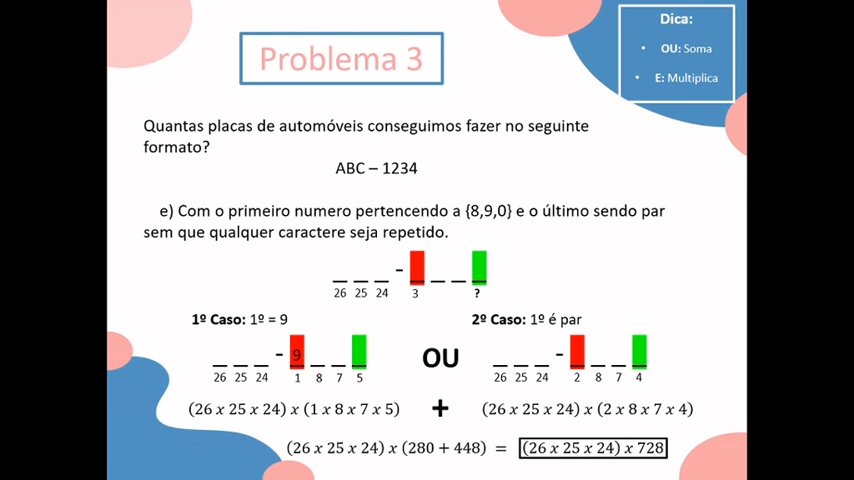 Problema 3
Dica:
• OU: Soma
• E: Multiplica
Quantas placas de automóveis conseguimos fazer no seguinte
formato?
ABC – 1234
e) Com o primeiro numero pertencendo a {8,9,0} e o último sendo par
sem que qualquer caractere seja repetido.
_ _ _ - _ _ _ _
26 25 24 3 ?
1º Caso: 1º = 9
2º Caso: 1º é par
_ _ _ - 9 _ _ _
26 25 24 1 8 7 5
OU
_ _ _ - _ _ _ _
26 25 24 2 8 7 4
(26 x 25 x 24) x (1 x 8 x 7 x 5) + (26 x 25 x 24) x (2 x 8 x 7 x 4)
(26 x 25 x 24) x (280 + 448) = (26 x 25 x 24) x 728